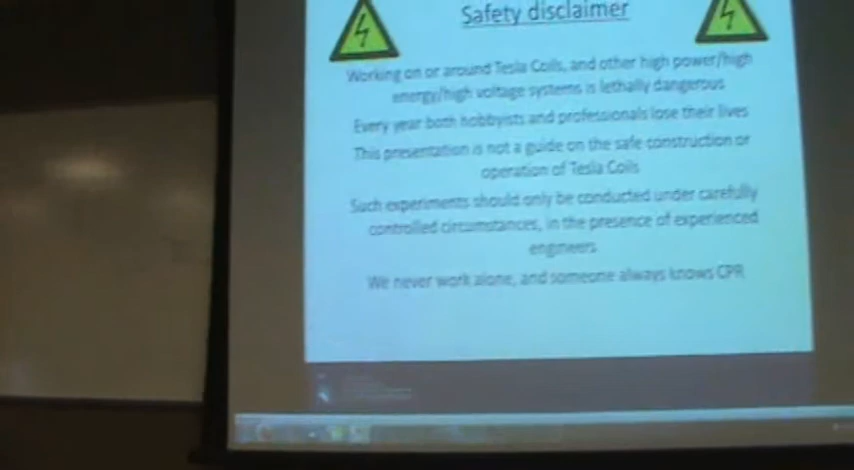 Safety disclaimer
Working on or around Tesla Coils, and other high power/high
energy/high voltage systems is lethally dangerous
Every year both hobbyists and professionals lose their lives
This presentation is not a guide on the safe construction or
operation of Tesla Coils
Such experiments should only be conducted under carefully
controlled circumstances, in the presence of experienced
engineers
We never work alone, and someone always knows CPR